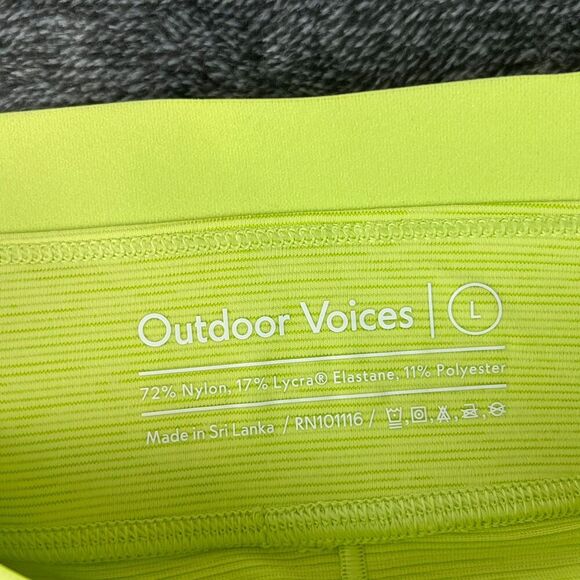 Outdoor Voices | L
72% Nylon, 17% Lycra® Elastane, 11% Polyester
Made in Sri Lanka / RN101116 /